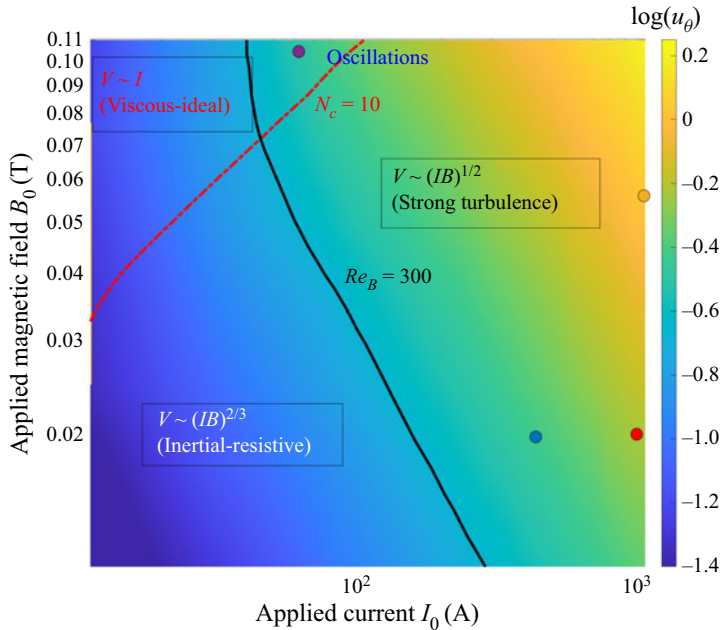 log(u_θ)
0.11
0.10
0.09
0.08
0.07
0.06
0.05
0.04
0.03
0.02
Applied magnetic field B_0 (T)
Oscillations
V ~ I
(Viscous-ideal)
N_c = 10
V ~ (IB)^{1/2}
(Strong turbulence)
Re_B = 300
V ~ (IB)^{2/3}
(Inertial-resistive)
10^2
10^3
Applied current I_0 (A)
0.2
0
–0.2
–0.4
–0.6
–0.8
–1.0
–1.2
–1.4